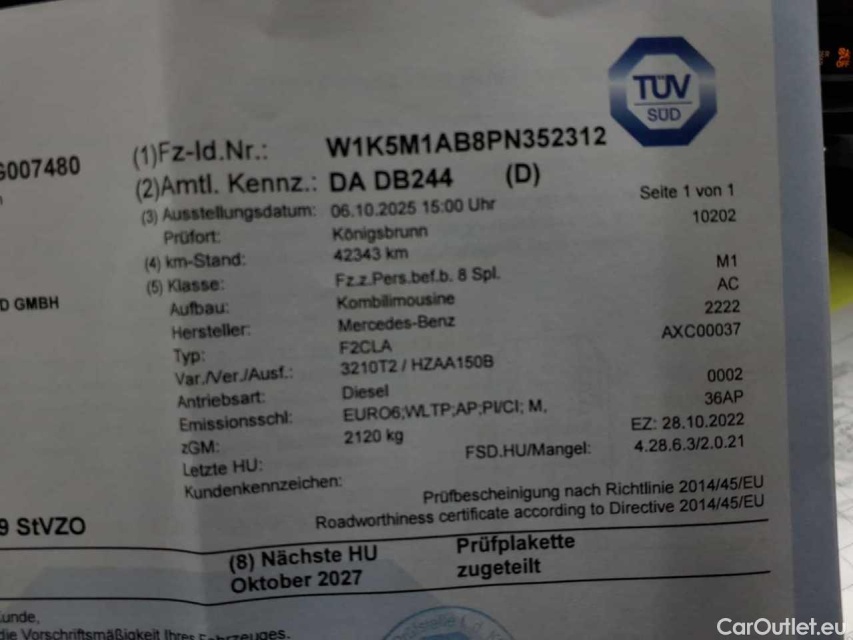 TÜV
SÜD
G007480
(1)Fz-Id.Nr.: W1K5M1AB8PN352312
(2)Amtl. Kennz.: DA DB244 (D)
(3) Ausstellungsdatum: 06.10.2025 15:00 Uhr Seite 1 von 1
Prüfort: Königsbrunn 10202
(4) km-Stand: 42343 km
(5) Klasse: Fz.z.Pers.bef.b. 8 Spl. M1
D GMBH
Aufbau: Kombilimousine AC
Hersteller: Mercedes-Benz 2222
Typ: F2CLA AXC00037
Var./Ver./Ausf.: 3210T2 / HZAA150B
Antriebsart: Diesel 0002
Emissionsschl: EURO6;WLTP;AP;PI/CI; M, 36AP
zGM: 2120 kg EZ: 28.10.2022
Letzte HU: FSD.HU/Mangel: 4.28.6.3/2.0.21
Kundenkennzeichen:
Prüfbescheinigung nach Richtlinie 2014/45/EU
9 StVZO
Roadworthiness certificate according to Directive 2014/45/EU
(8) Nächste HU Prüfplakette
Oktober 2027 zugeteilt
unde,
die Vorschriftsmäßigkeit Ihres Fahrzeuges.
CarOutlet.eu